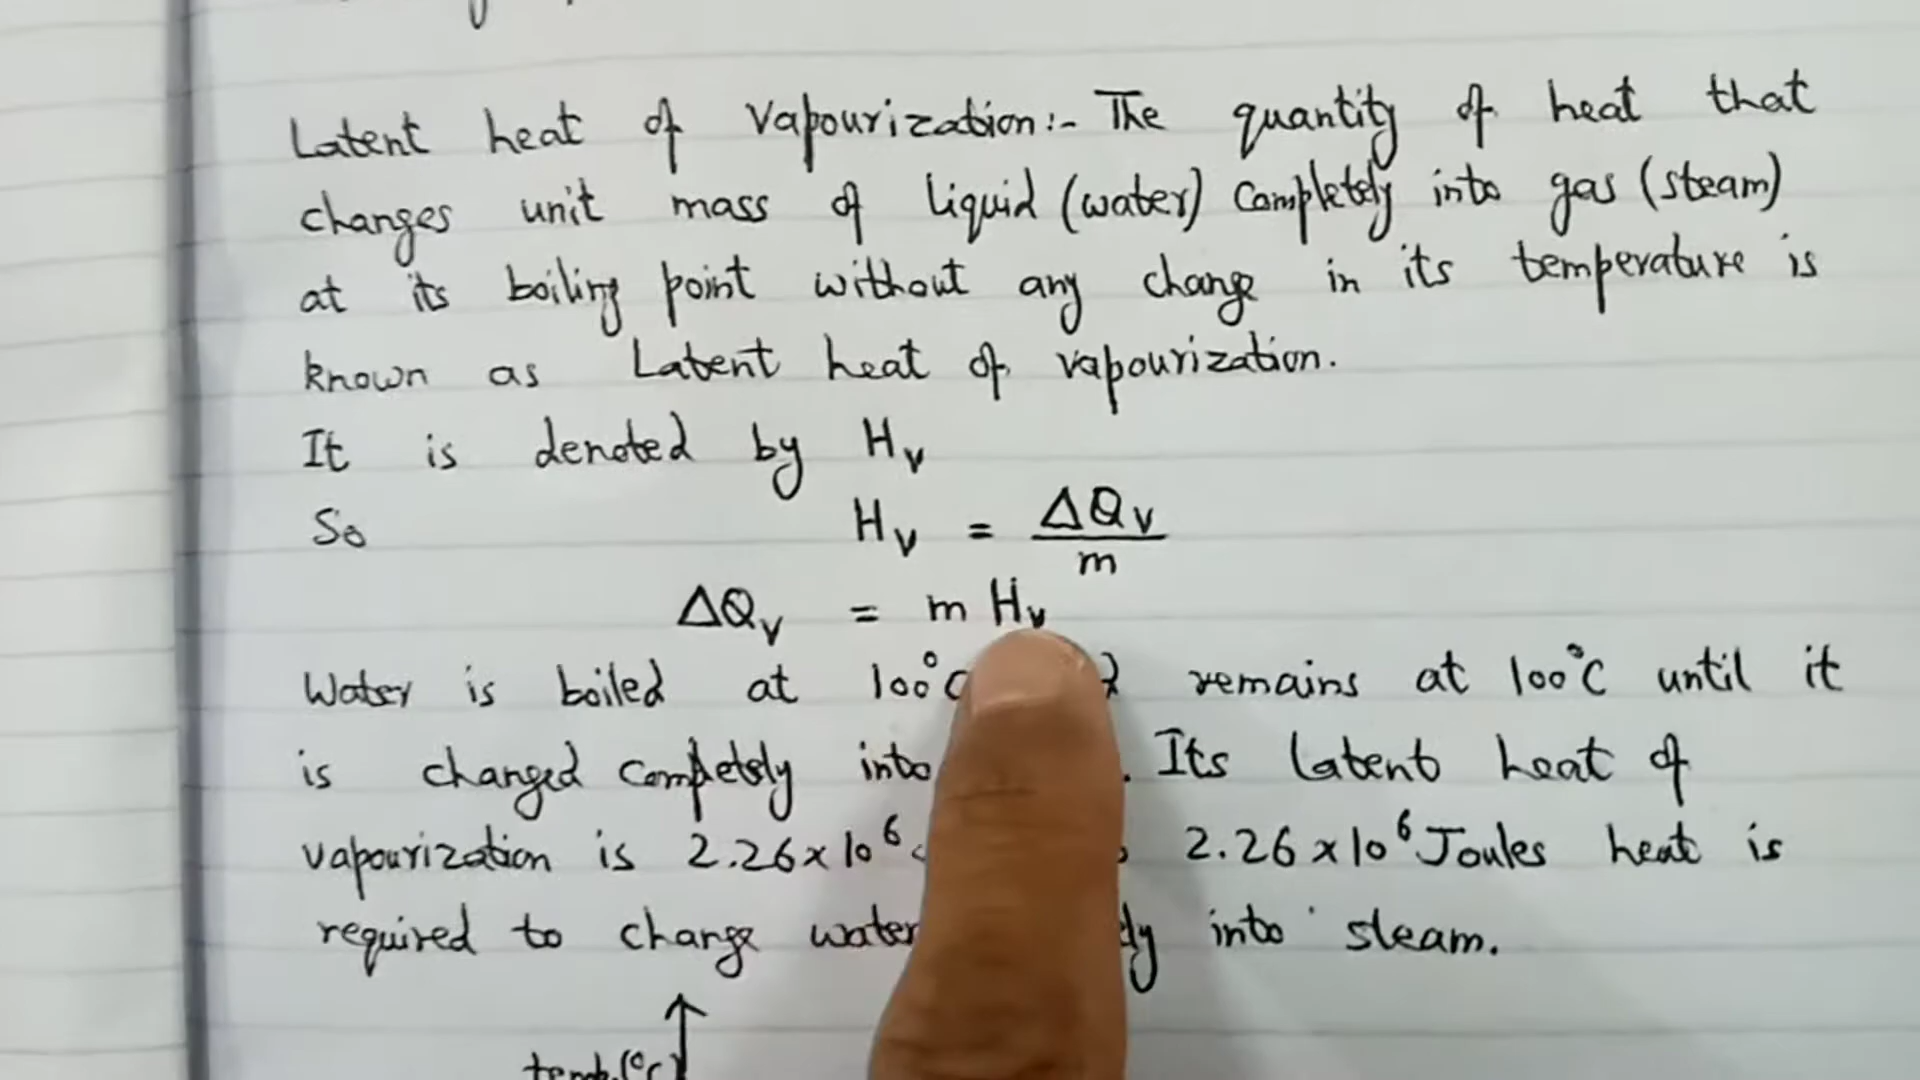 Latent heat of Vapourization:- The quantity of heat that
changes unit mass of liquid (water) completely into gas (steam)
at its boiling point without any change in its temperature is
known as Latent heat of vapourization.
It is denoted by Hv
So Hv = ΔQv / m
ΔQv = m Hv
Water is boiled at 100°C remains at 100°C until it
is changed completely into . Its latent heat of
vapourization is 2.26x10⁶ 2.26x10⁶ Joules heat is
required to change water into steam.